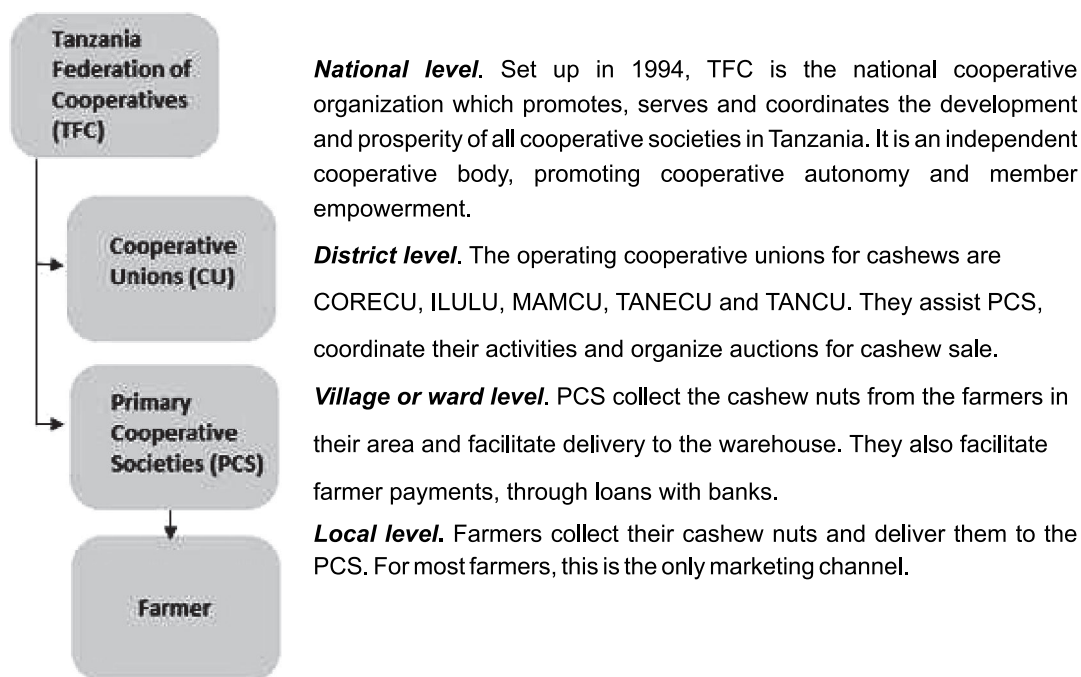 Tanzania
Federation of
Cooperatives
(TFC)
National level. Set up in 1994, TFC is the national cooperative
organization which promotes, serves and coordinates the development
and prosperity of all cooperative societies in Tanzania. It is an independent
cooperative body, promoting cooperative autonomy and member
empowerment.
Cooperative
Unions (CU)
District level. The operating cooperative unions for cashews are
CORECU, ILULU, MAMCU, TANECU and TANCU. They assist PCS,
coordinate their activities and organize auctions for cashew sale.
Primary
Cooperative
Societies (PCS)
Village or ward level. PCS collect the cashew nuts from the farmers in
their area and facilitate delivery to the warehouse. They also facilitate
farmer payments, through loans with banks.
Farmer
Local level. Farmers collect their cashew nuts and deliver them to the
PCS. For most farmers, this is the only marketing channel.